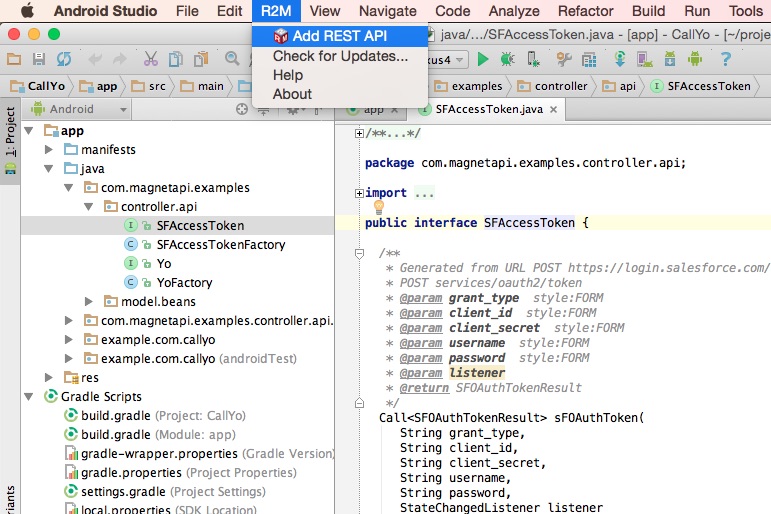 Android Studio File Edit R2M View Navigate Code Analyze Refactor Build Run Tools
Add REST API
Check for Updates...
Help
About
java/.../SFAccessToken.java - [app] - CallYo - [~/projec
xus4
CallYo app src main examples controller api SFAccessToken
1: Project
Android
app SFAccessToken.java
app
manifests
java
com.magnetapi.examples
controller.api
SFAccessToken
SFAccessTokenFactory
Yo
YoFactory
model.beans
com.magnetapi.examples.controller.api.
example.com.callyo
example.com.callyo (androidTest)
res
Gradle Scripts
build.gradle (Project: CallYo)
build.gradle (Module: app)
gradle-wrapper.properties (Gradle Version)
gradle.properties (Project Properties)
settings.gradle (Project Settings)
local.properties (SDK Location)
/**...*/
package com.magnetapi.examples.controller.api;
import ...
public interface SFAccessToken {
/**
* Generated from URL POST https://login.salesforce.com/
* POST services/oauth2/token
* @param grant_type style:FORM
* @param client_id style:FORM
* @param client_secret style:FORM
* @param username style:FORM
* @param password style:FORM
* @param listener
* @return SFOAuthTokenResult
*/
Call<SFOAuthTokenResult> sFOAuthToken(
String grant_type,
String client_id,
String client_secret,
String username,
String password,
StateChangedListener listener